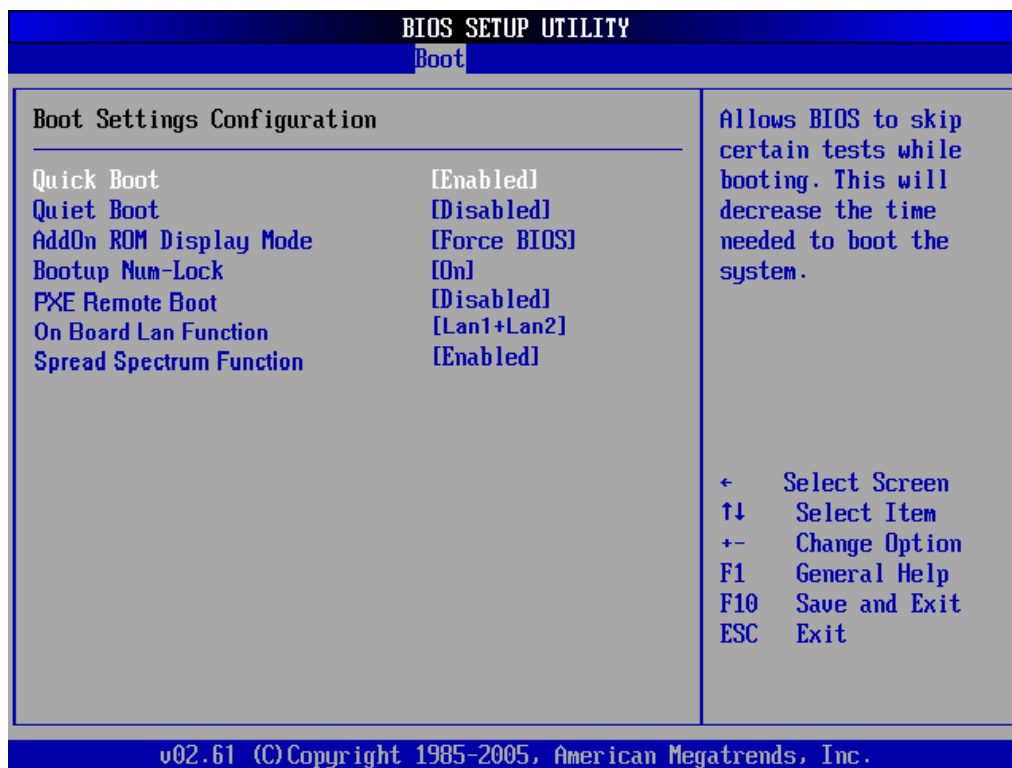 BIOS SETUP UTILITY
Boot
Boot Settings Configuration
Quick Boot [Enabled]
Quiet Boot [Disabled]
AddOn ROM Display Mode [Force BIOS]
Bootup Num-Lock [On]
PXE Remote Boot [Disabled]
On Board Lan Function [Lan1+Lan2]
Spread Spectrum Function [Enabled]
Allows BIOS to skip
certain tests while
booting. This will
decrease the time
needed to boot the
system.
← Select Screen
↑↓ Select Item
+- Change Option
F1 General Help
F10 Save and Exit
ESC Exit
v02.61 (C)Copyright 1985-2005, American Megatrends, Inc.